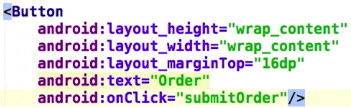 <Button
android:layout_height="wrap_content"
android:layout_width="wrap_content"
android:layout_marginTop="16dp"
android:text="Order"
android:onClick="submitOrder"/>